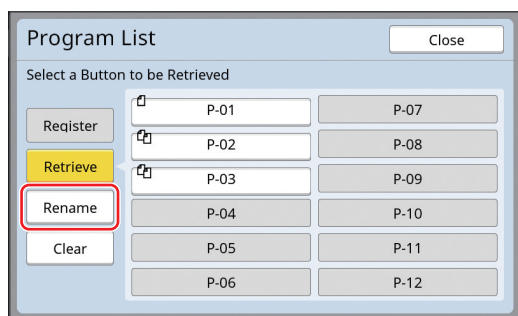 Program List
Close
Select a Button to be Retrieved
Register
Retrieve
Rename
Clear
P-01
P-02
P-03
P-04
P-05
P-06
P-07
P-08
P-09
P-10
P-11
P-12